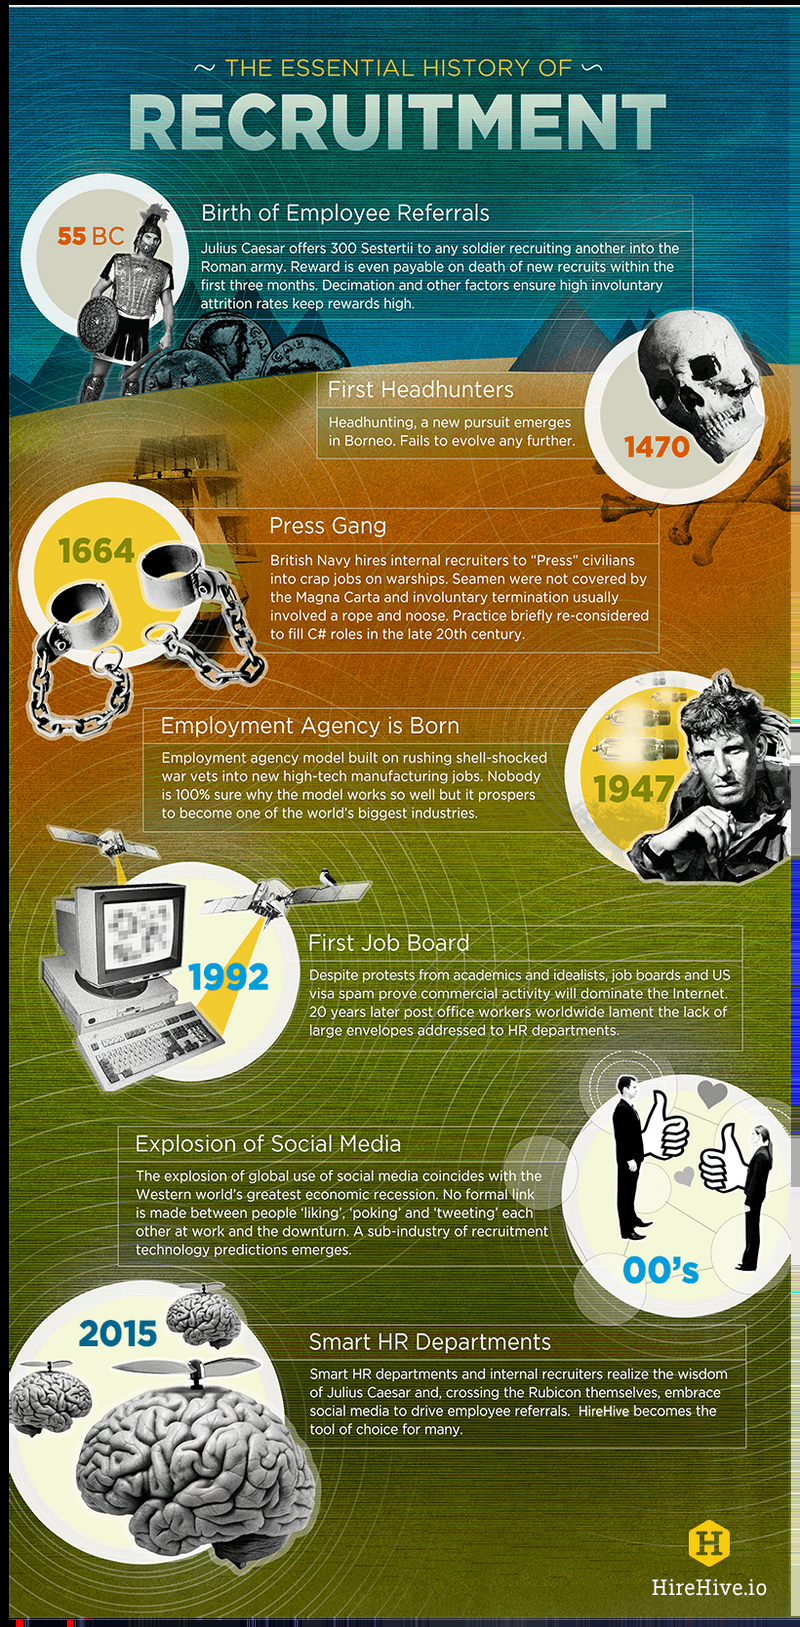 ~ THE ESSENTIAL HISTORY OF ~
RECRUITMENT
55 BC
Birth of Employee Referrals
Julius Caesar offers 300 Sestertii to any soldier recruiting another into the
Roman army. Reward is even payable on death of new recruits within the
first three months. Decimation and other factors ensure high involuntary
attrition rates keep rewards high.
First Headhunters
Headhunting, a new pursuit emerges
in Borneo. Fails to evolve any further.
1470
1664
Press Gang
British Navy hires internal recruiters to “Press” civilians
into crap jobs on warships. Seamen were not covered by
the Magna Carta and involuntary termination usually
involved a rope and noose. Practice briefly re-considered
to fill C# roles in the late 20th century.
Employment Agency is Born
Employment agency model built on rushing shell-shocked
war vets into new high-tech manufacturing jobs. Nobody
is 100% sure why the model works so well but it prospers
to become one of the world's biggest industries.
1947
1992
First Job Board
Despite protests from academics and idealists, job boards and US
visa spam prove commercial activity will dominate the Internet.
20 years later post office workers worldwide lament the lack of
large envelopes addressed to HR departments.
Explosion of Social Media
The explosion of global use of social media coincides with the
Western world's greatest economic recession. No formal link
is made between people ‘liking’, ‘poking’ and ‘tweeting’ each
other at work and the downturn. A sub-industry of recruitment
technology predictions emerges.
00's
2015
Smart HR Departments
Smart HR departments and internal recruiters realize the wisdom
of Julius Caesar and, crossing the Rubicon themselves, embrace
social media to drive employee referrals. HireHive becomes the
tool of choice for many.
H
HireHive.io